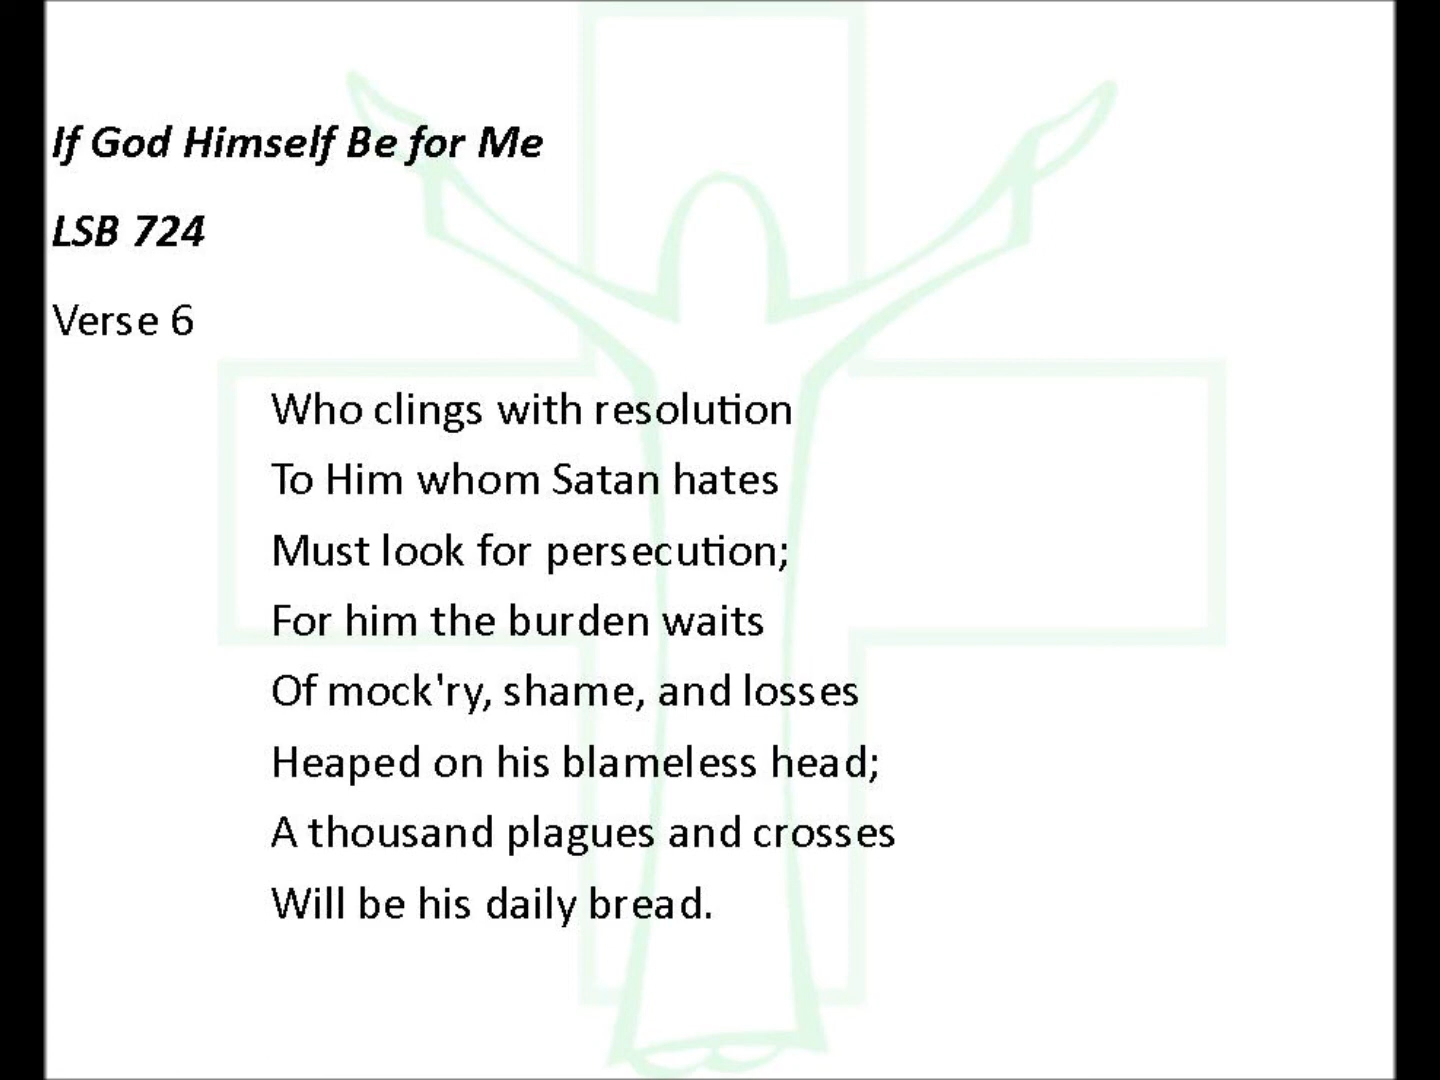 If God Himself Be for Me
LSB 724
Verse 6
Who clings with resolution
To Him whom Satan hates
Must look for persecution;
For him the burden waits
Of mock'ry, shame, and losses
Heaped on his blameless head;
A thousand plagues and crosses
Will be his daily bread.